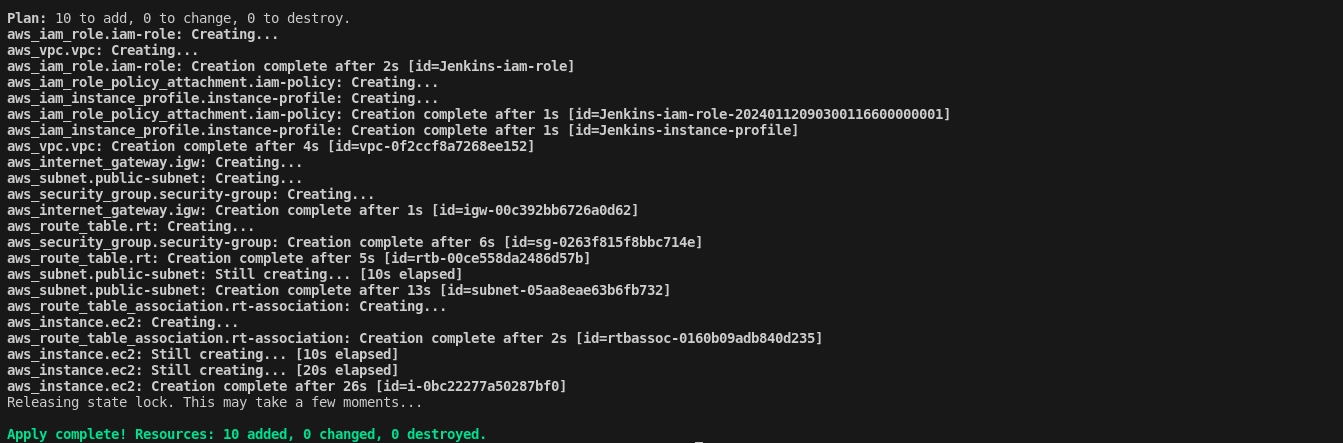 Plan: 10 to add, 0 to change, 0 to destroy.
aws_iam_role.iam-role: Creating...
aws_vpc.vpc: Creating...
aws_iam_role.iam-role: Creation complete after 2s [id=Jenkins-iam-role]
aws_iam_role_policy_attachment.iam-policy: Creating...
aws_iam_instance_profile.instance-profile: Creating...
aws_iam_role_policy_attachment.iam-policy: Creation complete after 1s [id=Jenkins-iam-role-20240112090300116600000001]
aws_iam_instance_profile.instance-profile: Creation complete after 1s [id=Jenkins-instance-profile]
aws_vpc.vpc: Creation complete after 4s [id=vpc-0f2ccf8a7268ee152]
aws_internet_gateway.igw: Creating...
aws_subnet.public-subnet: Creating...
aws_security_group.security-group: Creating...
aws_internet_gateway.igw: Creation complete after 1s [id=igw-00c392bb6726a0d62]
aws_route_table.rt: Creating...
aws_security_group.security-group: Creation complete after 6s [id=sg-0263f815f8bbc714e]
aws_route_table.rt: Creation complete after 5s [id=rtb-00ce558da2486d57b]
aws_subnet.public-subnet: Still creating... [10s elapsed]
aws_subnet.public-subnet: Creation complete after 13s [id=subnet-05aa8eae63b6fb732]
aws_route_table_association.rt-association: Creating...
aws_instance.ec2: Creating...
aws_route_table_association.rt-association: Creation complete after 2s [id=rtbassoc-0160b09adb840d235]
aws_instance.ec2: Still creating... [10s elapsed]
aws_instance.ec2: Still creating... [20s elapsed]
aws_instance.ec2: Creation complete after 26s [id=i-0bc22277a50287bf0]
Releasing state lock. This may take a few moments...
Apply complete! Resources: 10 added, 0 changed, 0 destroyed.